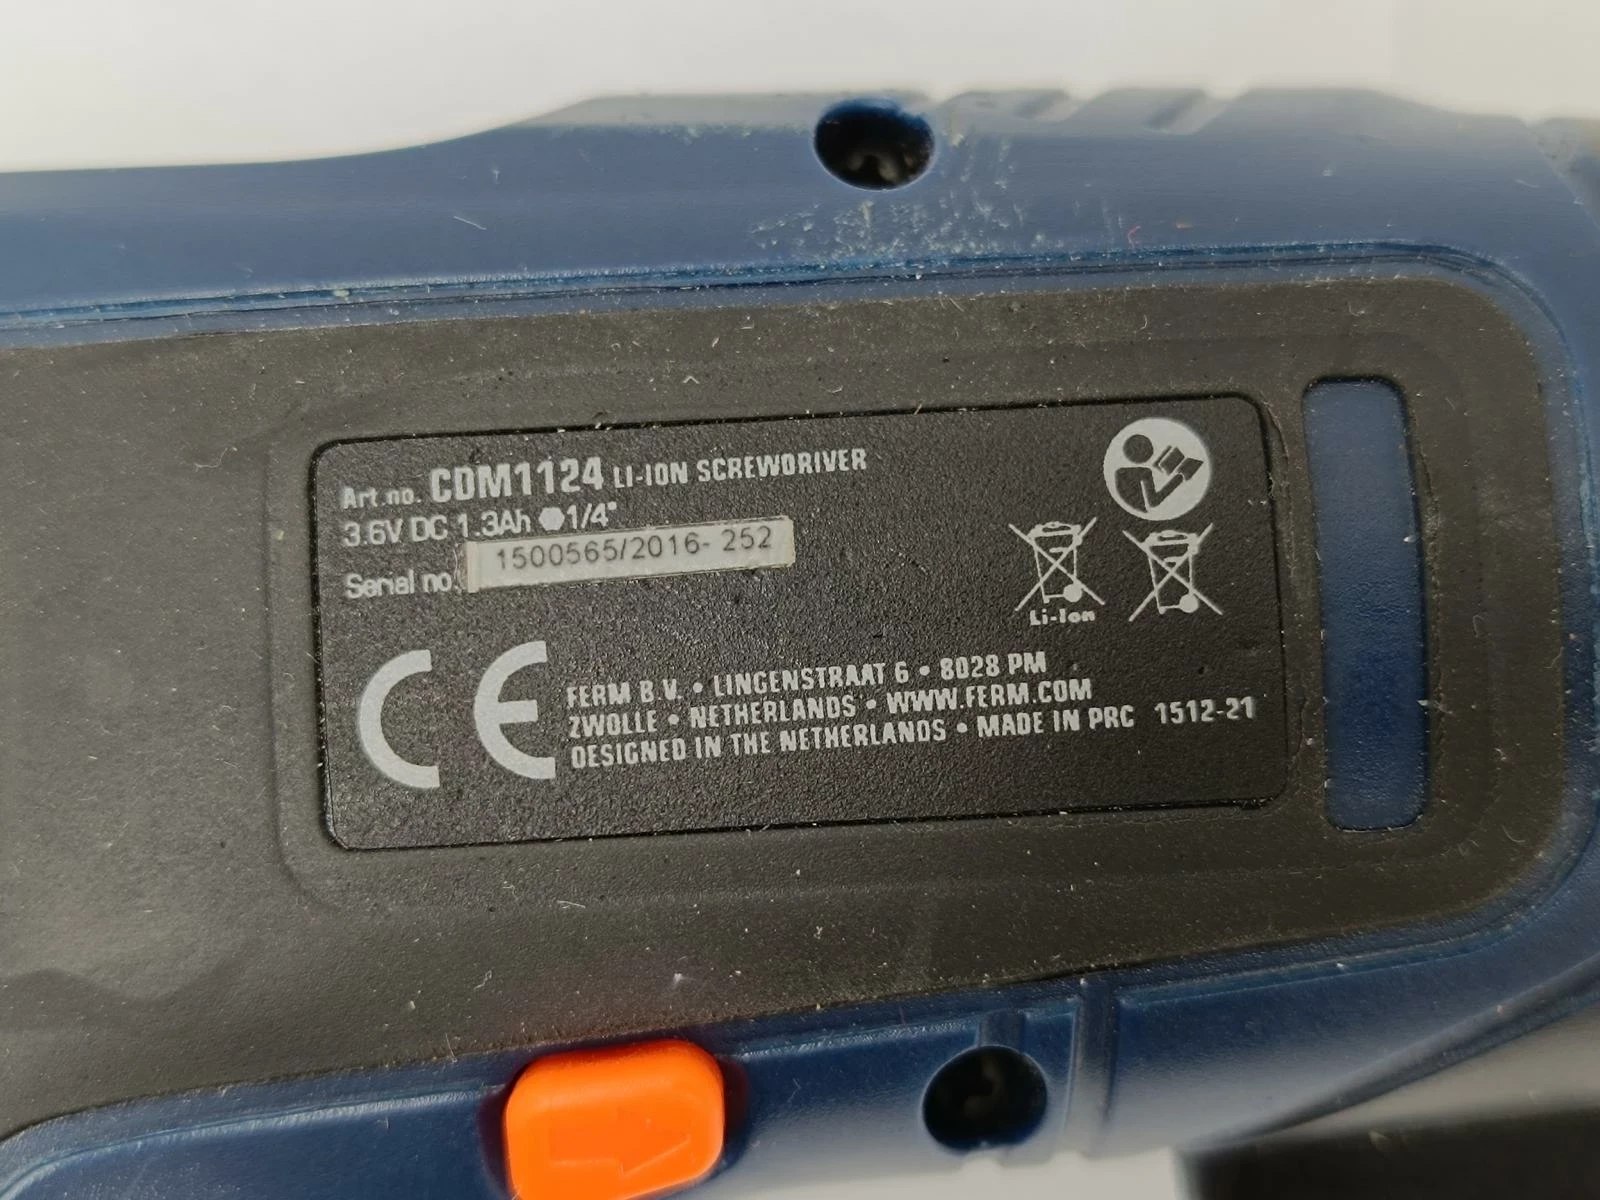 Art.no. CDM1124 LI-ION SCREWDRIVER
3.6V DC 1.3Ah 1/4"
Serial no. 1500565/2016- 252
Li-Ion
CE
FERM B.V. • LINGENSTRAAT 6 • 8028 PM
ZWOLLE • NETHERLANDS • WWW.FERM.COM
DESIGNED IN THE NETHERLANDS • MADE IN PRC 1512-21